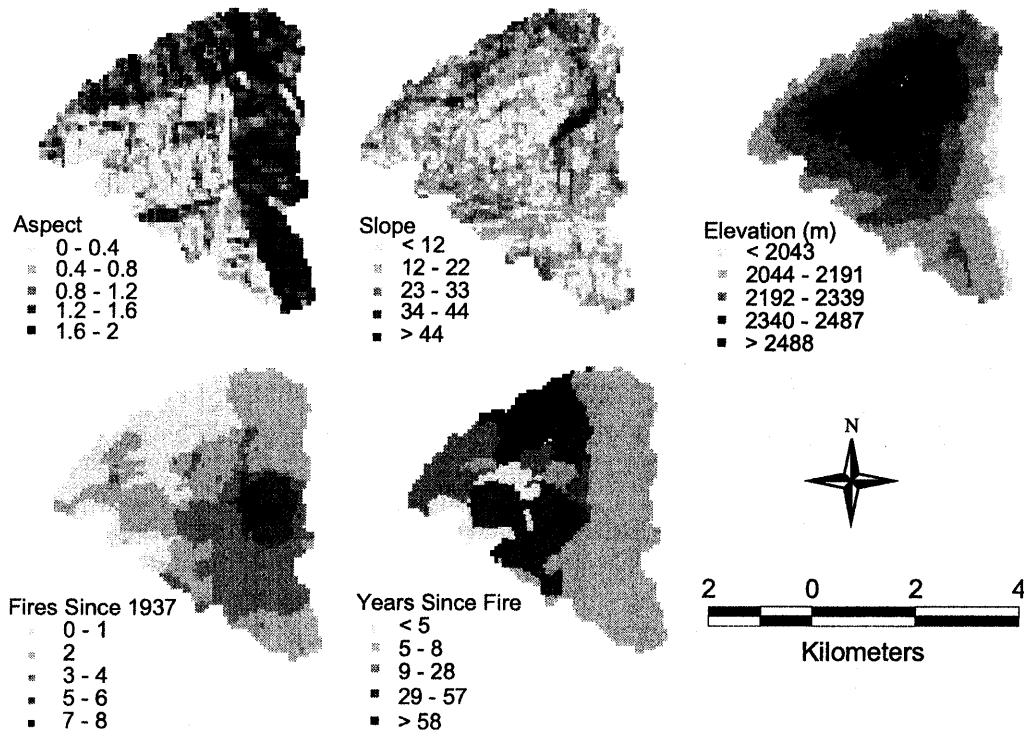 Aspect
0 - 0.4
0.4 - 0.8
0.8 - 1.2
1.2 - 1.6
1.6 - 2
Slope
< 12
12 - 22
23 - 33
34 - 44
> 44
Elevation (m)
< 2043
2044 - 2191
2192 - 2339
2340 - 2487
> 2488
Fires Since 1937
0 - 1
2
3 - 4
5 - 6
7 - 8
Years Since Fire
< 5
5 - 8
9 - 28
29 - 57
> 58
N
2 0 2 4
Kilometers